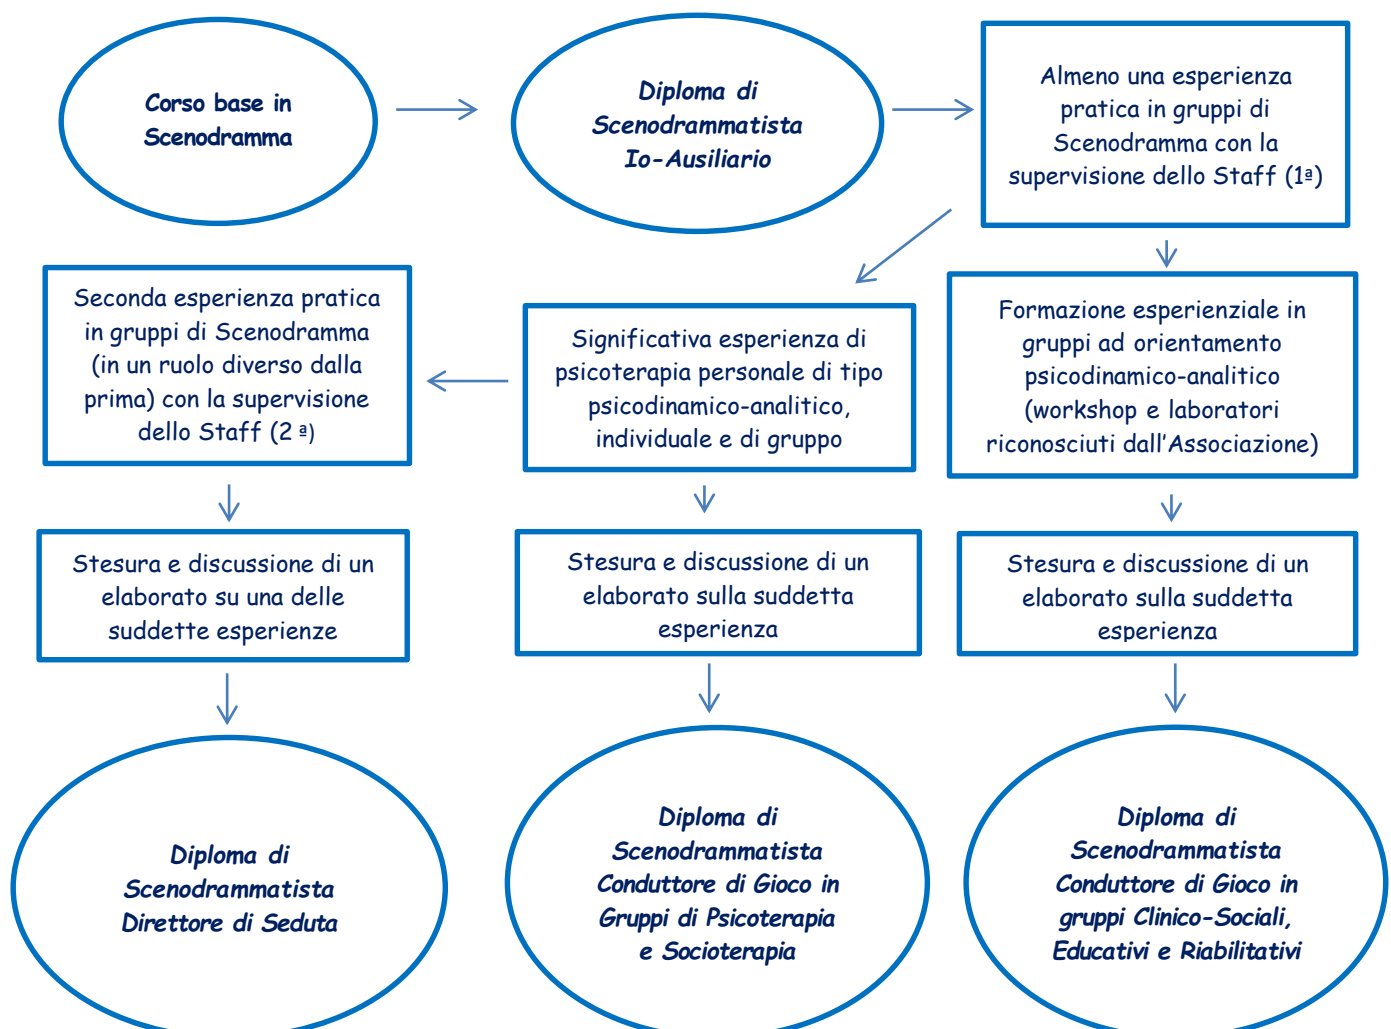 Corso base in
Scenodramma
Diploma di
Scenodrammatista
Io-Ausiliario
Almeno una esperienza
pratica in gruppi di
Scenodramma con la
supervisione dello Staff (1ª)
Seconda esperienza pratica
in gruppi di Scenodramma
(in un ruolo diverso dalla
prima) con la supervisione
dello Staff (2 ª)
Significativa esperienza di
psicoterapia personale di tipo
psicodinamico-analitico,
individuale e di gruppo
Formazione esperienziale in
gruppi ad orientamento
psicodinamico-analitico
(workshop e laboratori
riconosciuti dall’Associazione)
Stesura e discussione di un
elaborato su una delle
suddette esperienze
Stesura e discussione di un
elaborato sulla suddetta
esperienza
Stesura e discussione di un
elaborato sulla suddetta
esperienza
Diploma di
Scenodrammatista
Direttore di Seduta
Diploma di
Scenodrammatista
Conduttore di Gioco in
Gruppi di Psicoterapia
e Socioterapia
Diploma di
Scenodrammatista
Conduttore di Gioco in
gruppi Clinico-Sociali,
Educativi e Riabilitativi